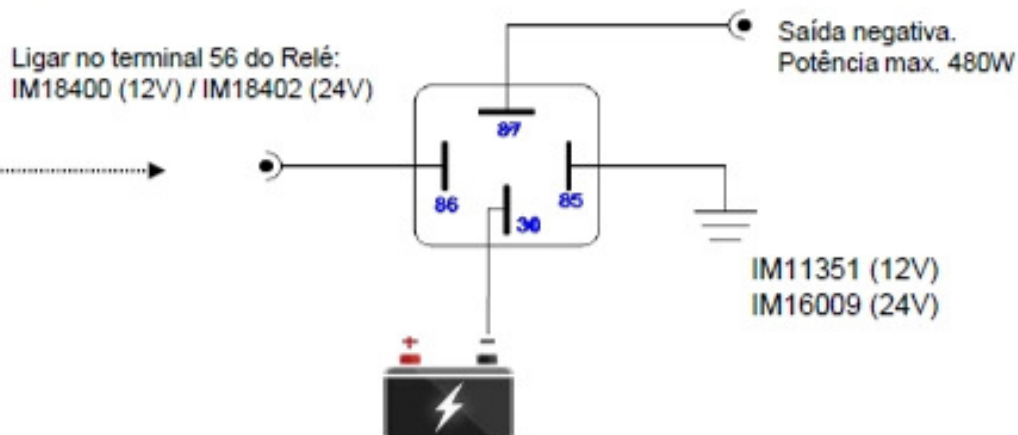 Ligar no terminal 56 do Relé:
IM18400 (12V) / IM18402 (24V)
Saída negativa.
Potência max. 480W
87
86
85
30
IM11351 (12V)
IM16009 (24V)
+
-